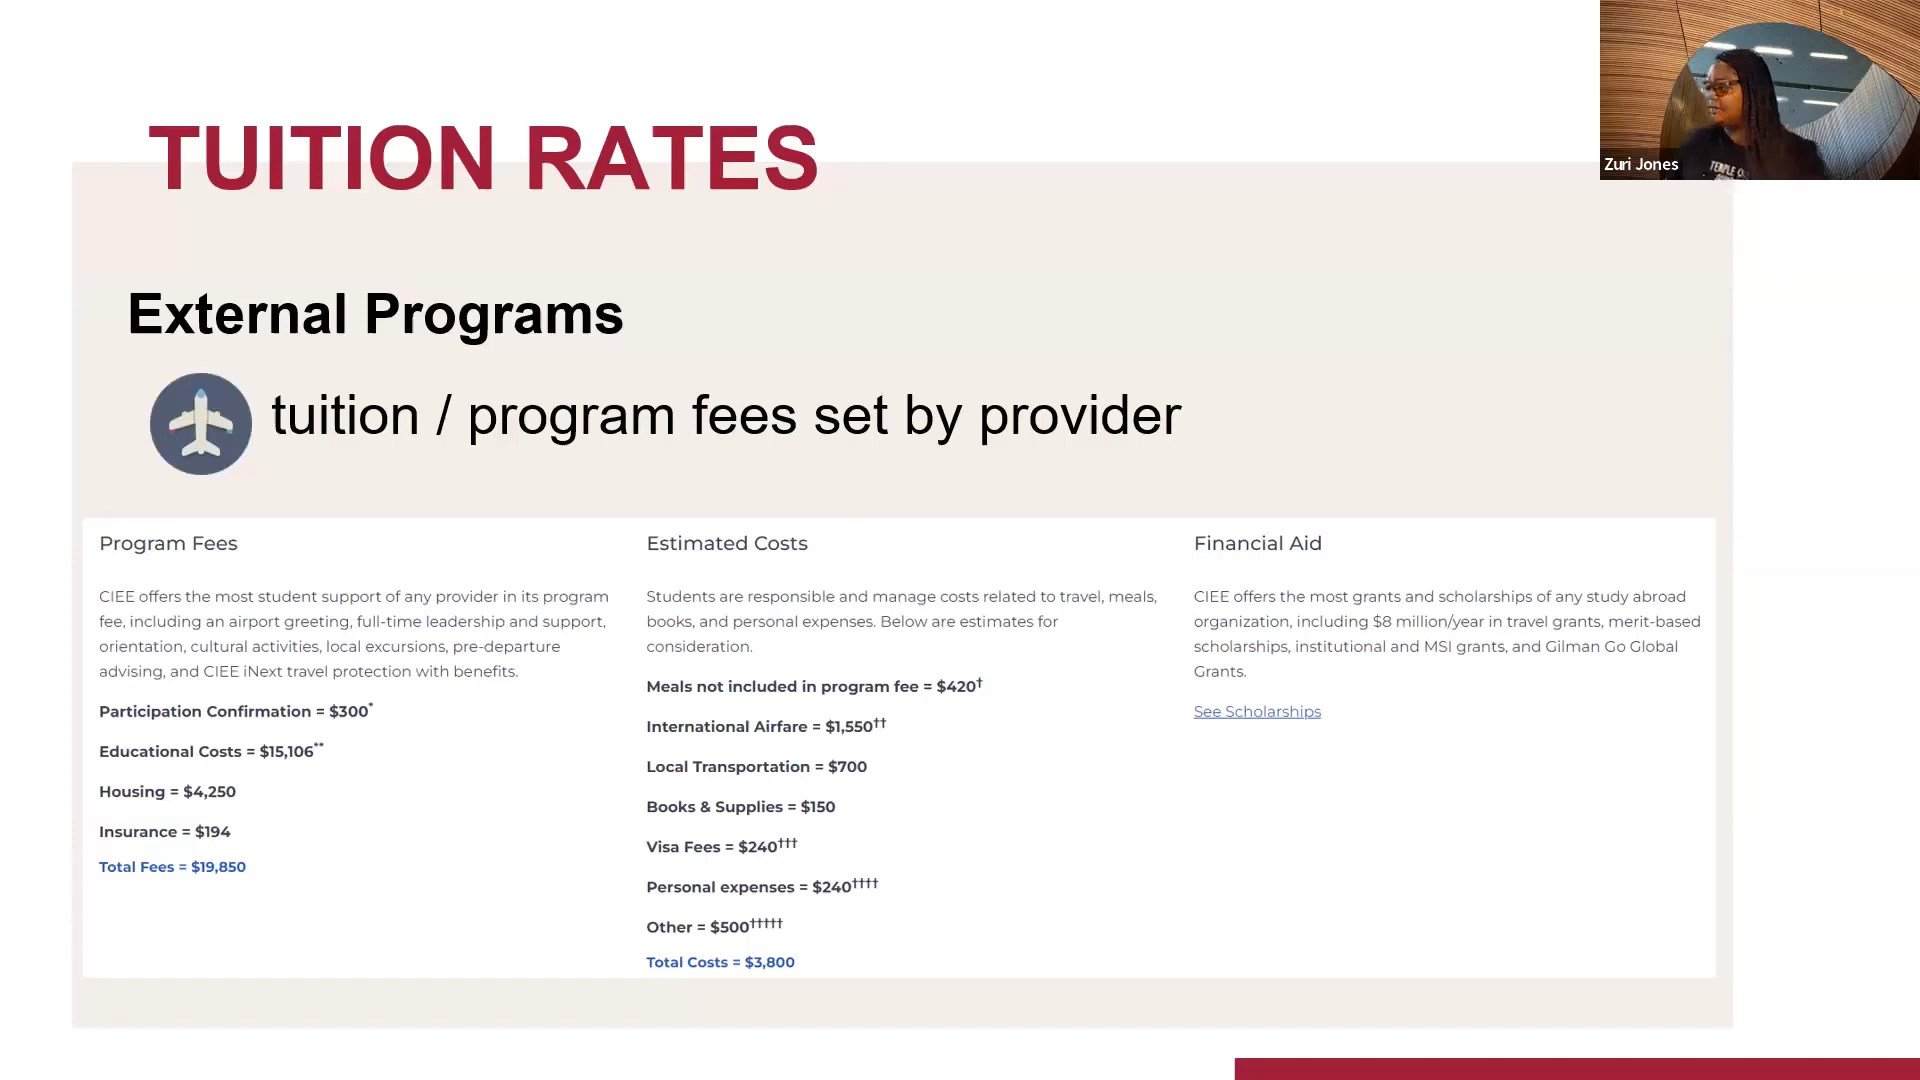 TUITION RATES
External Programs
tuition / program fees set by provider
Program Fees
CIEE offers the most student support of any provider in its program
fee, including an airport greeting, full-time leadership and support,
orientation, cultural activities, local excursions, pre-departure
advising, and CIEE iNext travel protection with benefits.
Participation Confirmation = $300*
Educational Costs = $15,106**
Housing = $4,250
Insurance = $194
Total Fees = $19,850
Estimated Costs
Students are responsible and manage costs related to travel, meals,
books, and personal expenses. Below are estimates for
consideration.
Meals not included in program fee = $420†
International Airfare = $1,550††
Local Transportation = $700
Books & Supplies = $150
Visa Fees = $240†††
Personal expenses = $240††††
Other = $500†††††
Total Costs = $3,800
Financial Aid
CIEE offers the most grants and scholarships of any study abroad
organization, including $8 million/year in travel grants, merit-based
scholarships, institutional and MSI grants, and Gilman Go Global
Grants.
See Scholarships
Zuri Jones
TEMPLE